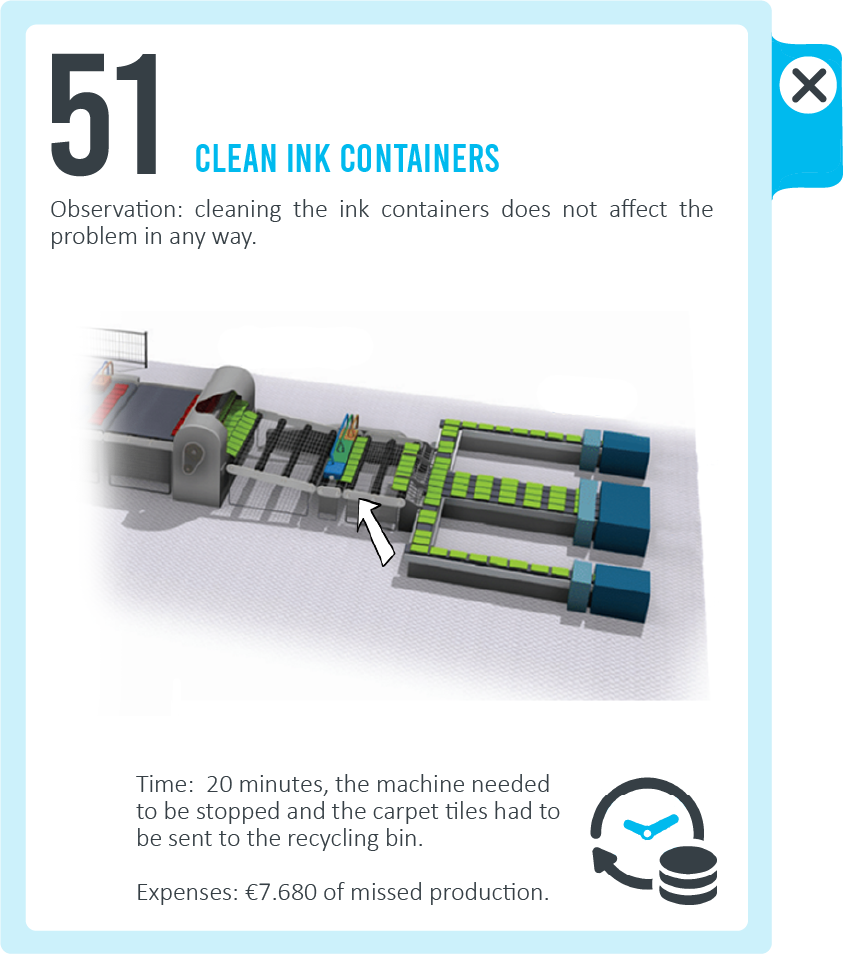 51
CLEAN INK CONTAINERS
Observation: cleaning the ink containers does not affect the
problem in any way.
Time:  20 minutes, the machine needed
to be stopped and the carpet tiles had to
be sent to the recycling bin.
Expenses: €7.680 of missed production.